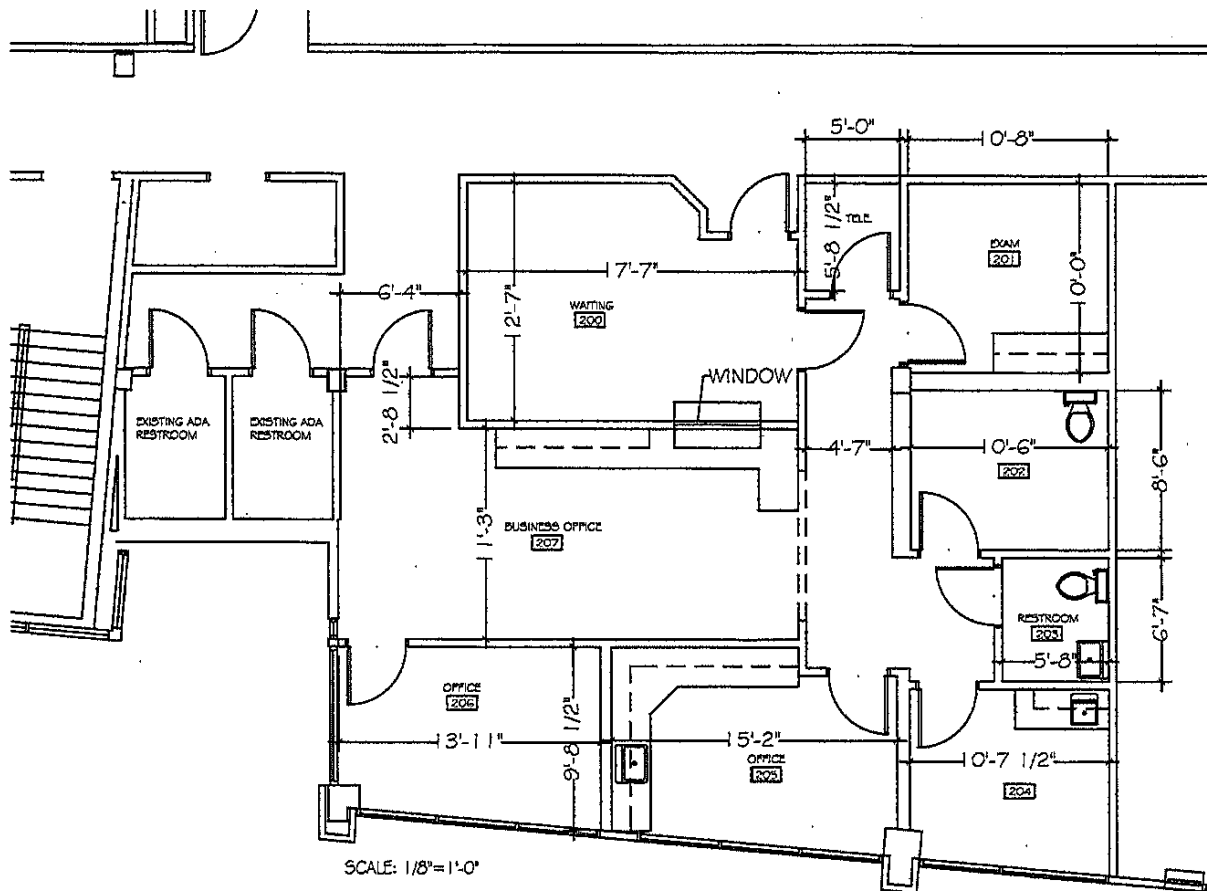 5'-0"
10'-8"
5'-8 1/2"
TELE.
EXAM
201
10'-0"
17'-7"
6'-4"
12'-7"
WAITING
200
WINDOW
2'-8 1/2"
EXISTING ADA
RESTROOM
EXISTING ADA
RESTROOM
4'-7"
10'-6"
202
8'-6"
11'-3"
BUSINESS OFFICE
207
RESTROOM
203
5'-8"
6'-7"
OFFICE
206
13'-11"
9'-8 1/2"
15'-2"
OFFICE
205
10'-7 1/2"
204
SCALE: 1/8"=1'-0"